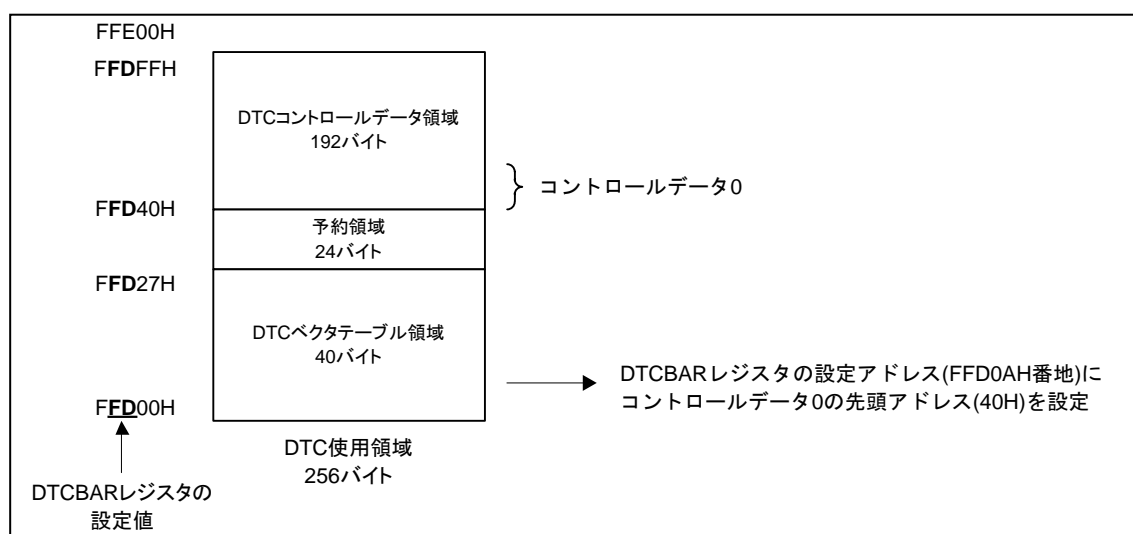 FFE00H
FFDFFH
DTCコントロールデータ領域
192バイト
コントロールデータ0
FFD40H
予約領域
24バイト
FFD27H
DTCベクタテーブル領域
40バイト
DTCBARレジスタの設定アドレス(FFD0AH番地)に
コントロールデータ0の先頭アドレス(40H)を設定
FFD00H
DTC使用領域
256バイト
DTCBARレジスタの
設定値